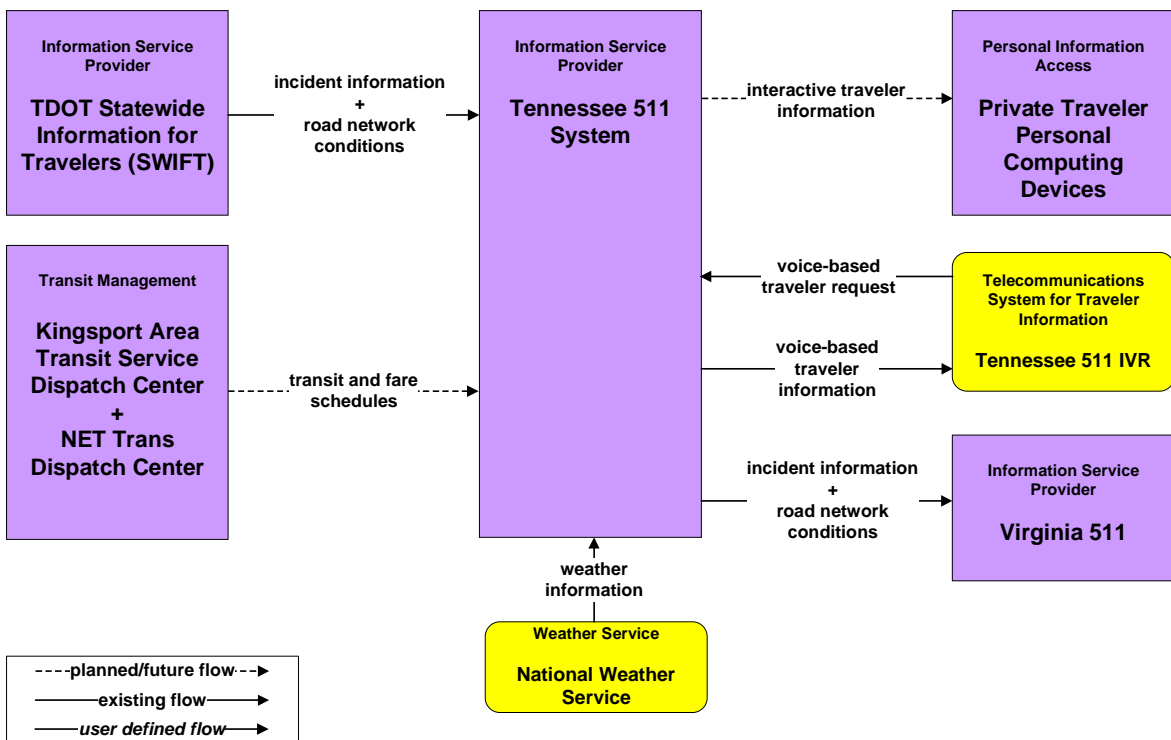 Information Service
Provider
TDOT Statewide
Information for
Travelers (SWIFT)
incident information
+
road network
conditions
Information Service
Provider
Tennessee 511
System
interactive traveler
information
Personal Information
Access
Private Traveler
Personal
Computing
Devices
Transit Management
Kingsport Area
Transit Service
Dispatch Center
+
NET Trans
Dispatch Center
transit and fare
schedules
voice-based
traveler request
voice-based
traveler
information
Telecommunications
System for Traveler
Information
Tennessee 511 IVR
incident information
+
road network
conditions
Information Service
Provider
Virginia 511
weather
information
Weather Service
National Weather
Service
planned/future flow
existing flow
user defined flow